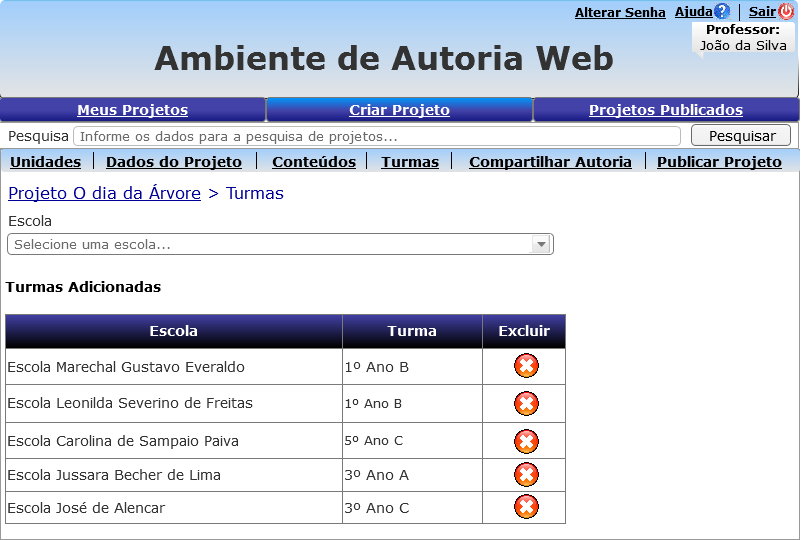 Alterar Senha Ajuda ? | Sair
Professor:
João da Silva
Ambiente de Autoria Web
Meus Projetos Criar Projeto Projetos Publicados
Pesquisa Informe os dados para a pesquisa de projetos... Pesquisar
Unidades | Dados do Projeto | Conteúdos | Turmas | Compartilhar Autoria | Publicar Projeto
Projeto O dia da Árvore > Turmas
Escola
Selecione uma escola...
Turmas Adicionadas
Escola Turma Excluir
Escola Marechal Gustavo Everaldo 1º Ano B
Escola Leonilda Severino de Freitas 1º Ano B
Escola Carolina de Sampaio Paiva 5º Ano C
Escola Jussara Becher de Lima 3º Ano A
Escola José de Alencar 3º Ano C